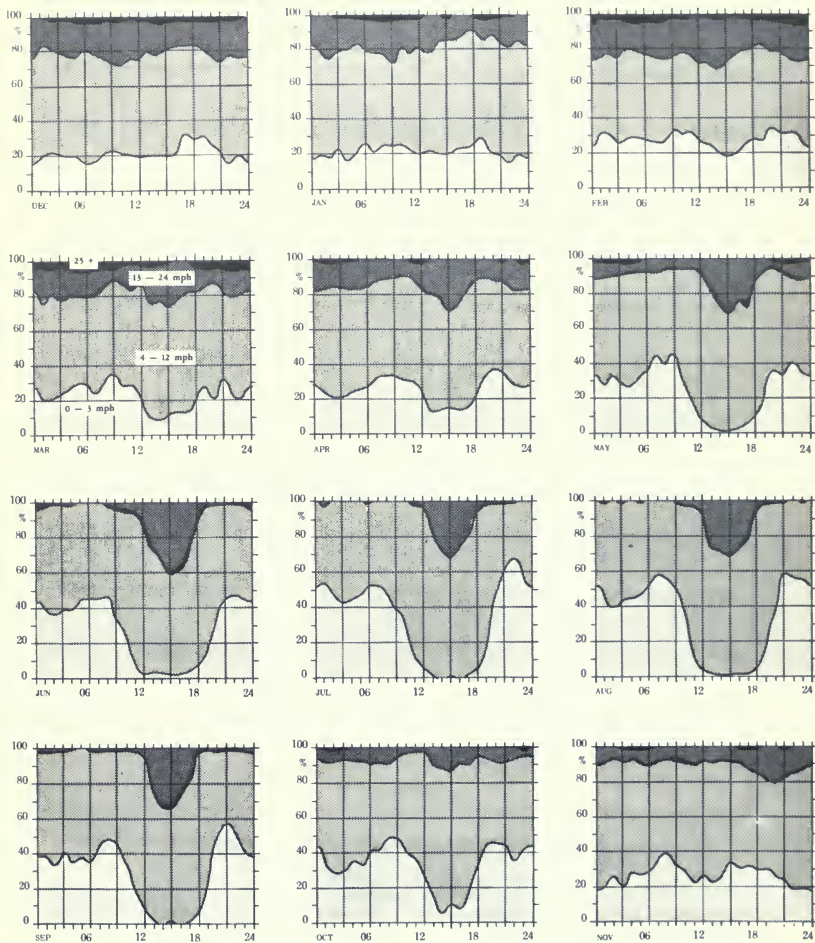 100 100 100
% % %
80 80 80
60 60 60
40 40 40
20 20 20
0 0 0
DEC 06 12 18 24 JAN 06 12 18 24 FEB 06 12 18 24
100 25 + 100 100
% 13 — 24 mph % %
80 80 80
60 60 60
4 — 12 mph
40 40 40
20 0 — 3 mph 20 20
0 0 0
MAR 06 12 18 24 APR 06 12 18 24 MAY 06 12 18 24
100 100 100
% % %
80 80 80
60 60 60
40 40 40
20 20 20
0 0 0
JUN 06 12 18 24 JUL 06 12 18 24 AUG 06 12 18 24
100 100 100
% % %
80 80 80
60 60 60
40 40 40
20 20 20
0 0 0
SEP 06 12 18 24 OCT 06 12 18 24 NOV 06 12 18 24